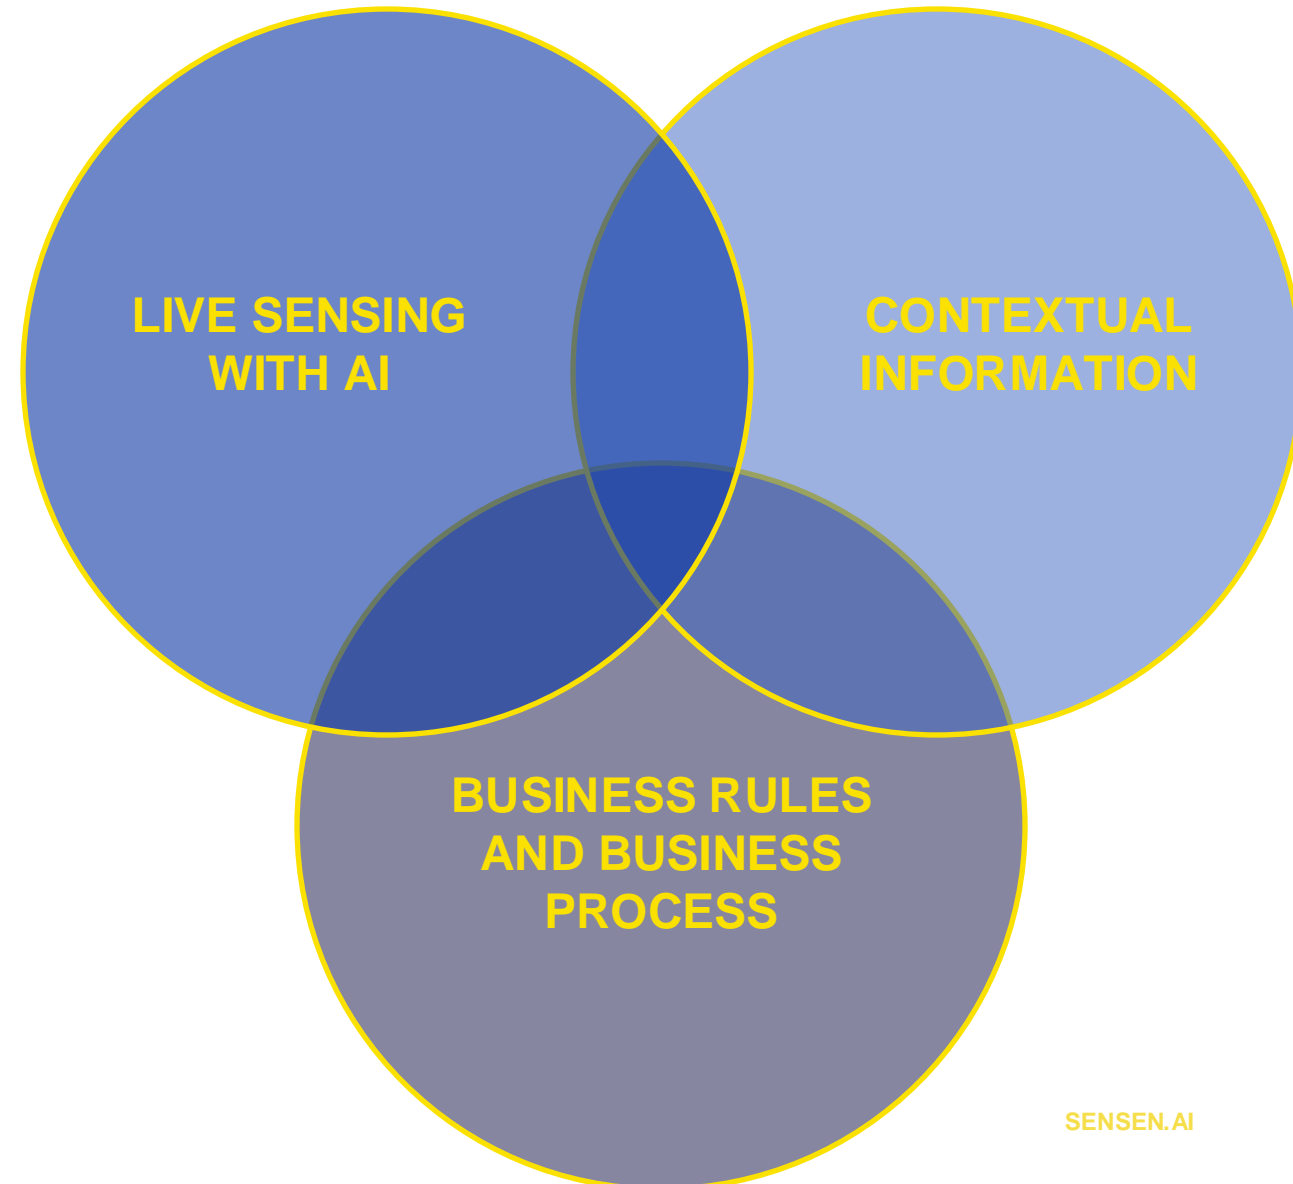 LIVE SENSING
WITH AI
CONTEXTUAL
INFORMATION
BUSINESS RULES
AND BUSINESS
PROCESS
SENSEN.AI